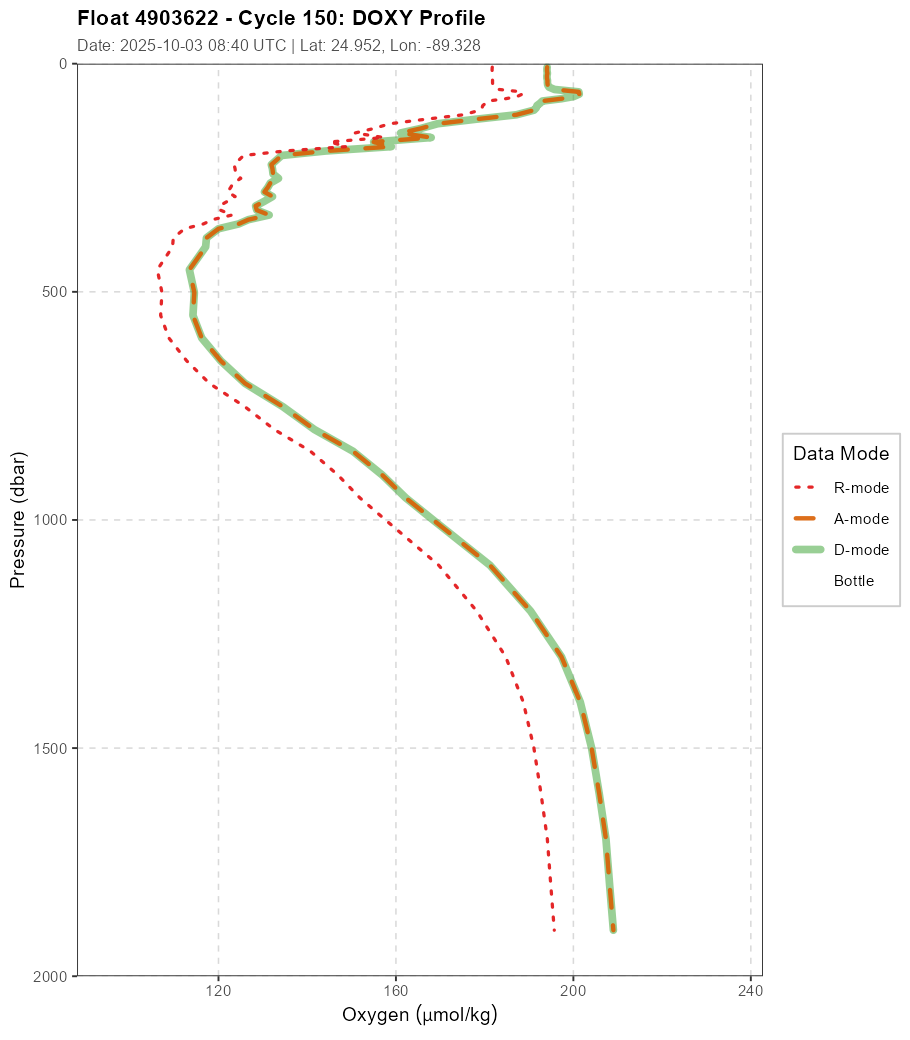 Float 4903622 - Cycle 150: DOXY Profile
Date: 2025-10-03 08:40 UTC | Lat: 24.952, Lon: -89.328
0
500
1000
1500
2000
Pressure (dbar)
120 160 200 240
Oxygen (µmol/kg)
Data Mode
R-mode
A-mode
D-mode
Bottle